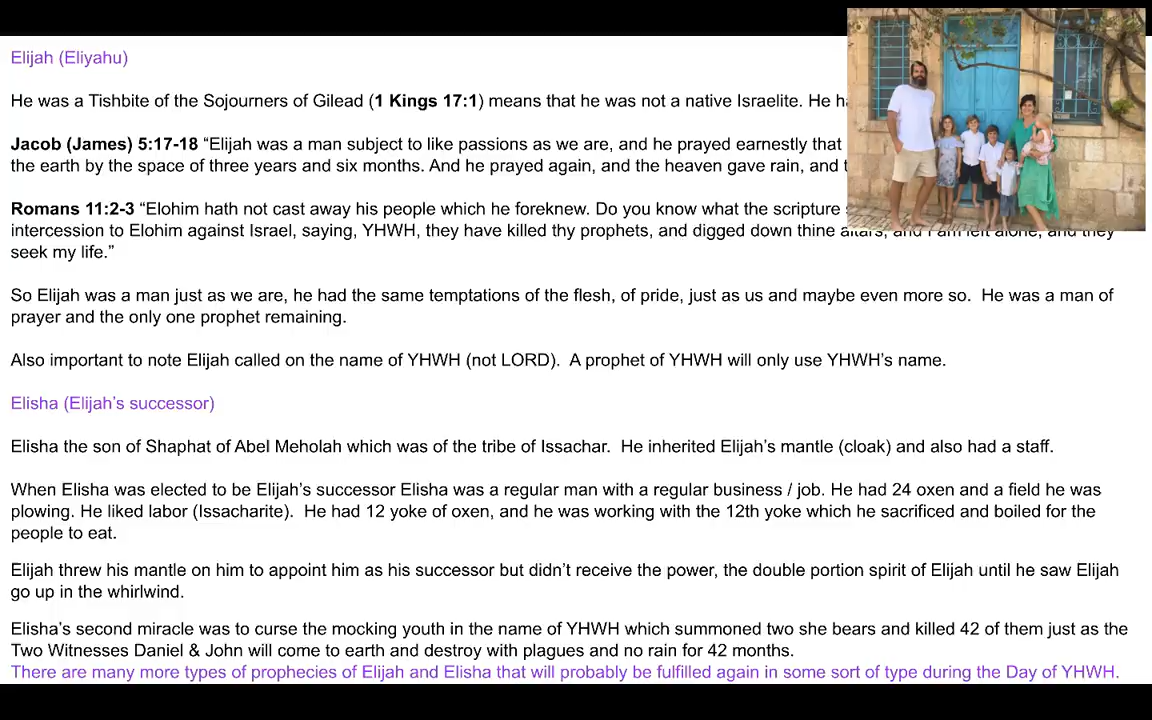 Elijah (Eliyahu)
He was a Tishbite of the Sojourners of Gilead (1 Kings 17:1) means that he was not a native Israelite. He
Jacob (James) 5:17-18 “Elijah was a man subject to like passions as we are, and he prayed earnestly that
the earth by the space of three years and six months. And he prayed again, and the heaven gave rain, and
Romans 11:2-3 “Elohim hath not cast away his people which he foreknew. Do you know what the scripture
intercession to Elohim against Israel, saying, YHWH, they have killed thy prophets, and digged down thine altars, and I am left alone, and they
seek my life.”
So Elijah was a man just as we are, he had the same temptations of the flesh, of pride, just as us and maybe even more so. He was a man of
prayer and the only one prophet remaining.
Also important to note Elijah called on the name of YHWH (not LORD). A prophet of YHWH will only use YHWH’s name.
Elisha (Elijah’s successor)
Elisha the son of Shaphat of Abel Meholah which was of the tribe of Issachar. He inherited Elijah’s mantle (cloak) and also had a staff.
When Elisha was elected to be Elijah’s successor Elisha was a regular man with a regular business / job. He had 24 oxen and a field he was
plowing. He liked labor (Issacharite). He had 12 yoke of oxen, and he was working with the 12th yoke which he sacrificed and boiled for the
people to eat.
Elijah threw his mantle on him to appoint him as his successor but didn’t receive the power, the double portion spirit of Elijah until he saw Elijah
go up in the whirlwind.
Elisha’s second miracle was to curse the mocking youth in the name of YHWH which summoned two she bears and killed 42 of them just as the
Two Witnesses Daniel & John will come to earth and destroy with plagues and no rain for 42 months.
There are many more types of prophecies of Elijah and Elisha that will probably be fulfilled again in some sort of type during the Day of YHWH.